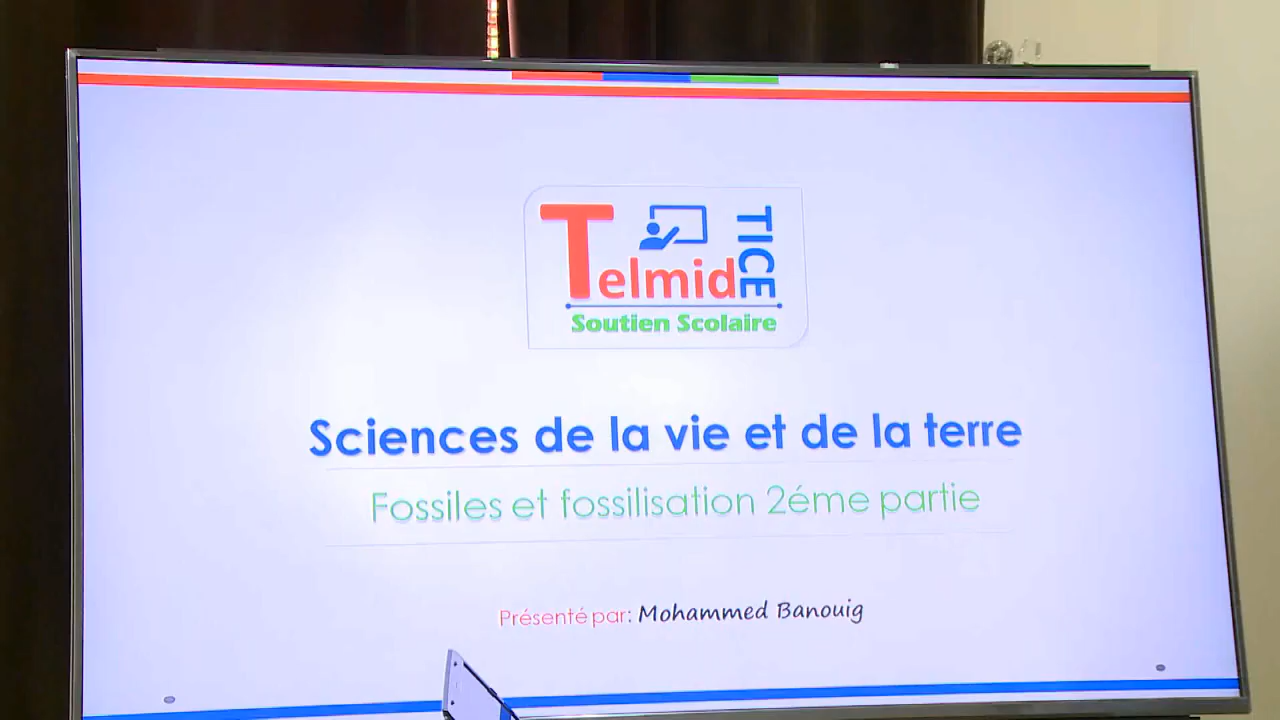 Telmid TICE
Soutien Scolaire
Sciences de la vie et de la terre
Fossiles et fossilisation 2éme partie
Présenté par: Mohammed Banouig